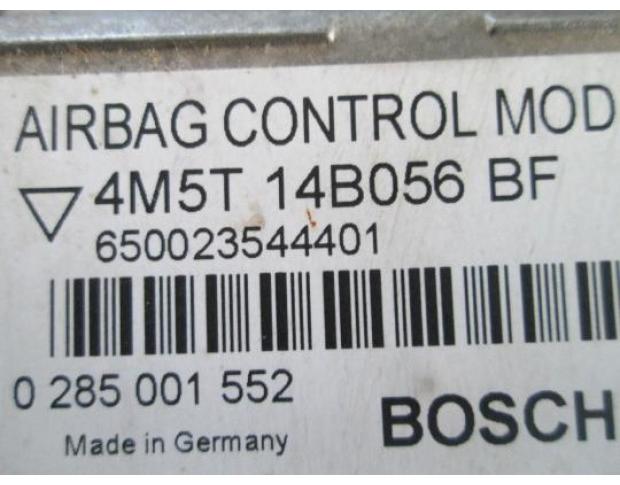 AIRBAG CONTROL MOD
4M5T 14B056 BF
650023544401
0 285 001 552
BOSCH
Made in Germany